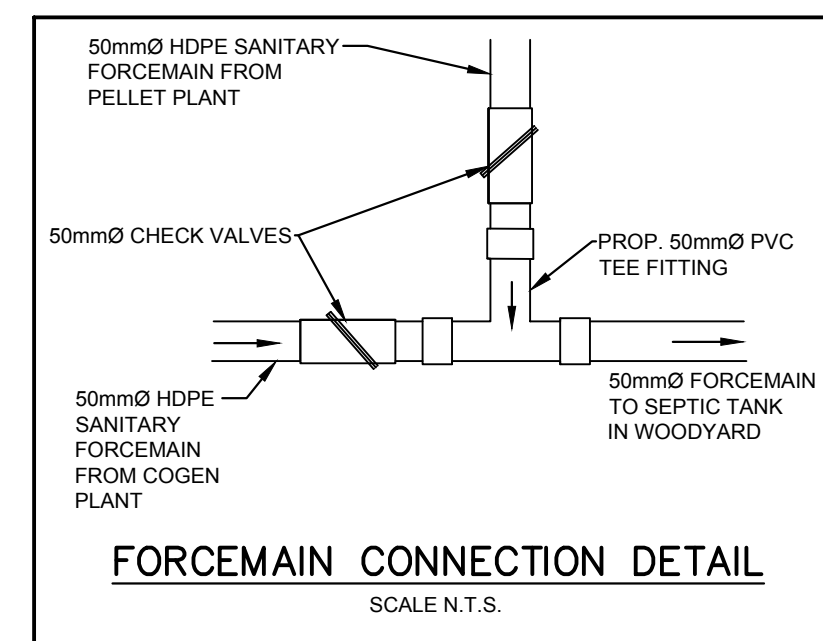 50mmØ HDPE SANITARY
FORCEMAIN FROM
PELLET PLANT
50mmØ CHECK VALVES
PROP. 50mmØ PVC
TEE FITTING
50mmØ HDPE
SANITARY
FORCEMAIN
FROM COGEN
PLANT
50mmØ FORCEMAIN
TO SEPTIC TANK
IN WOODYARD
FORCEMAIN CONNECTION DETAIL
SCALE N.T.S.